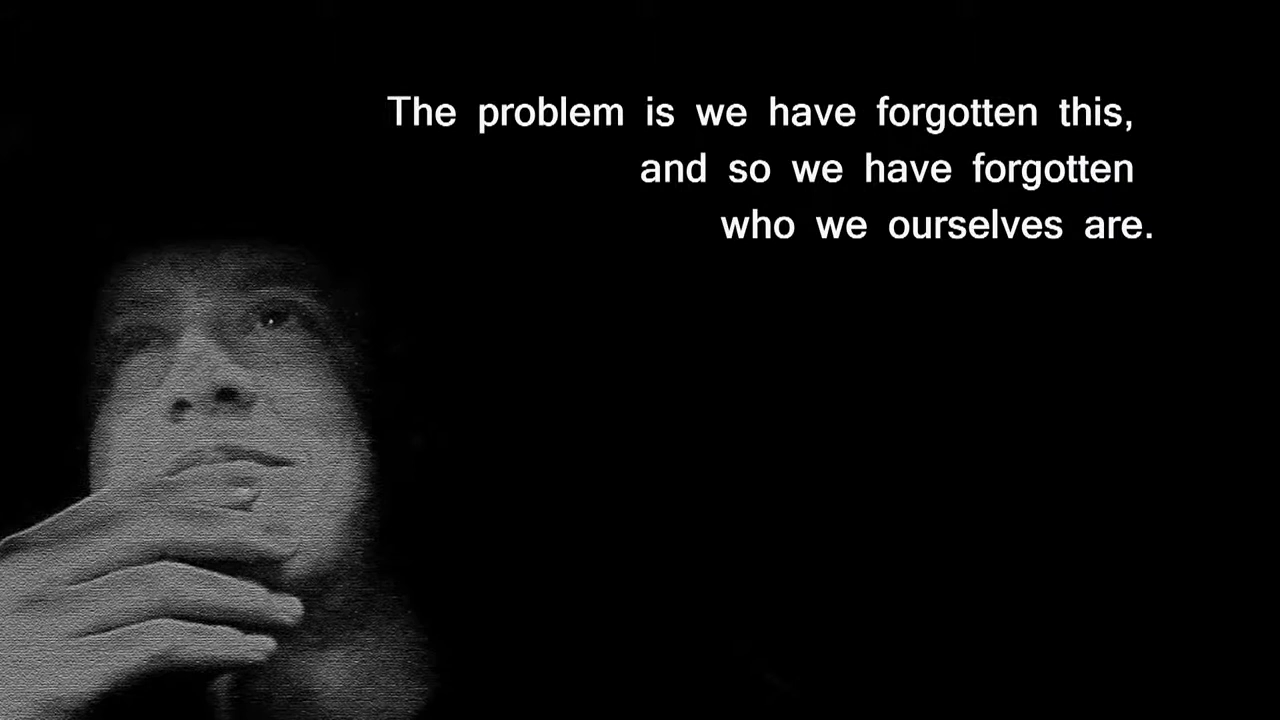 The problem is we have forgotten this,
and so we have forgotten
who we ourselves are.